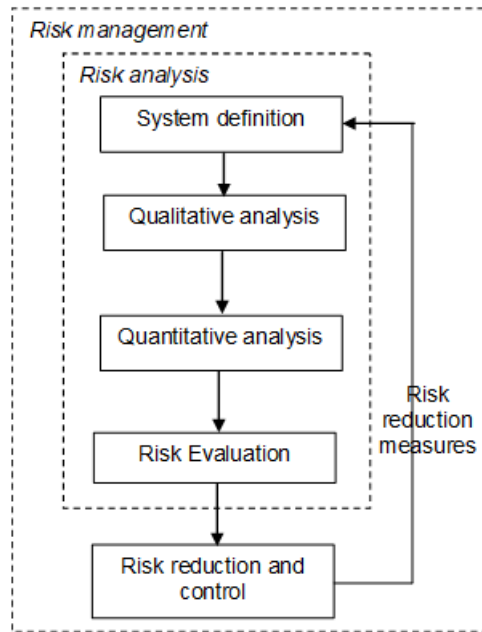 Risk management
Risk analysis
System definition
Qualitative analysis
Quantitative analysis
Risk
reduction
measures
Risk Evaluation
Risk reduction and
control